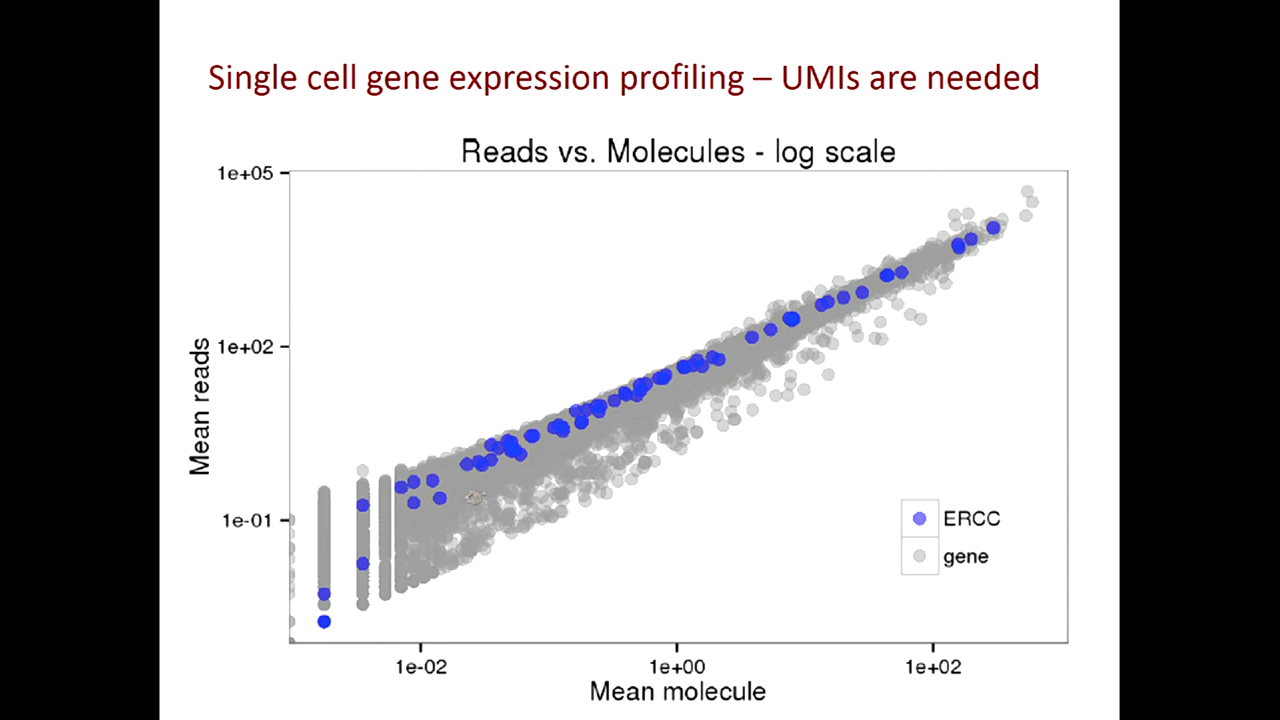 Single cell gene expression profiling – UMIs are needed
Reads vs. Molecules - log scale
1e+05
1e+02
1e-01
Mean reads
ERCC
gene
1e-02
1e+00
1e+02
Mean molecule